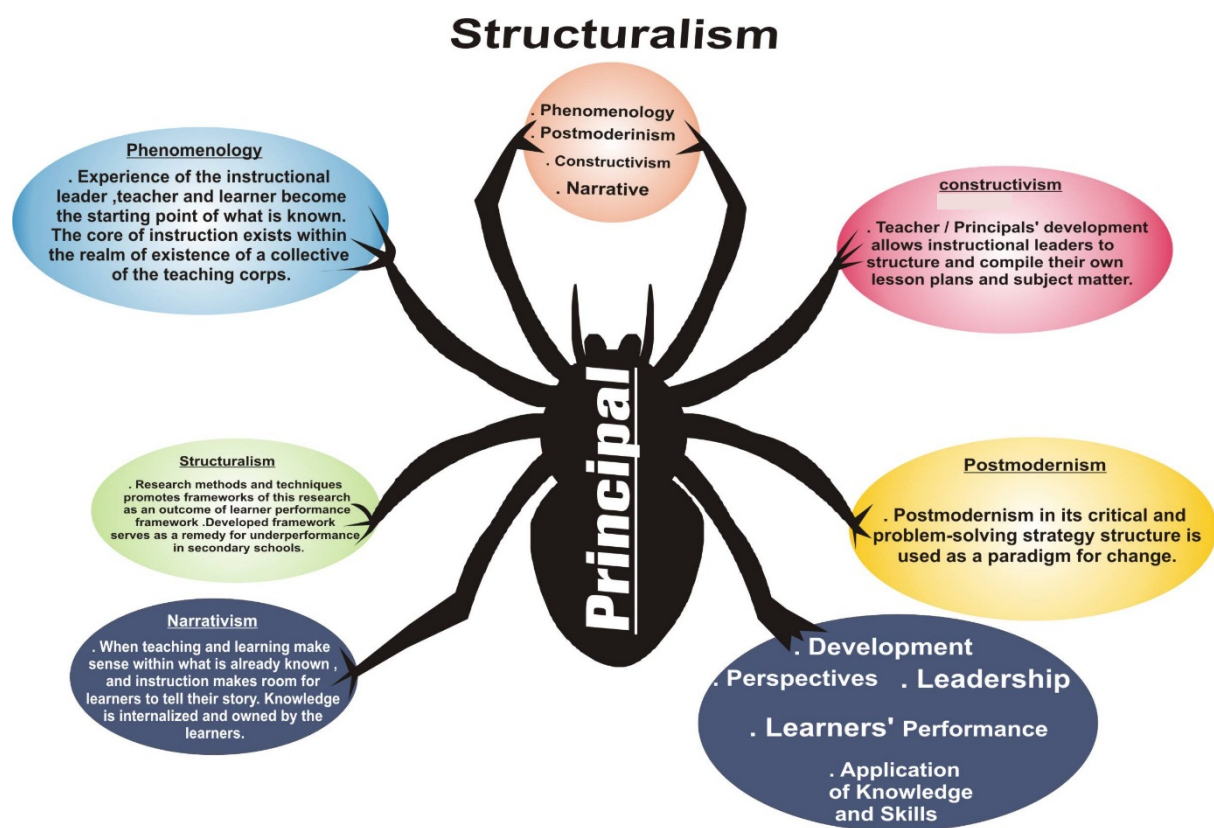 Structuralism
. Phenomenology
. Postmoderinism
. Constructivism
. Narrative
Phenomenology
. Experience of the instructional
leader ,teacher and learner become
the starting point of what is known.
The core of instruction exists within
the realm of existence of a collective
of the teaching corps.
constructivism
. Teacher / Principals' development
allows instructional leaders to
structure and compile their own
lesson plans and subject matter.
Principal
Structuralism
. Research methods and techniques
promotes frameworks of this research
as an outcome of learner performance
framework .Developed framework
serves as a remedy for underperformance
in secondary schools.
Postmodernism
. Postmodernism in its critical and
problem-solving strategy structure is
used as a paradigm for change.
Narrativism
. When teaching and learning make
sense within what is already known ,
and instruction makes room for
learners to tell their story. Knowledge
is internalized and owned by the
learners.
. Development
. Perspectives . Leadership
. Learners' Performance
. Application
of Knowledge
and Skills